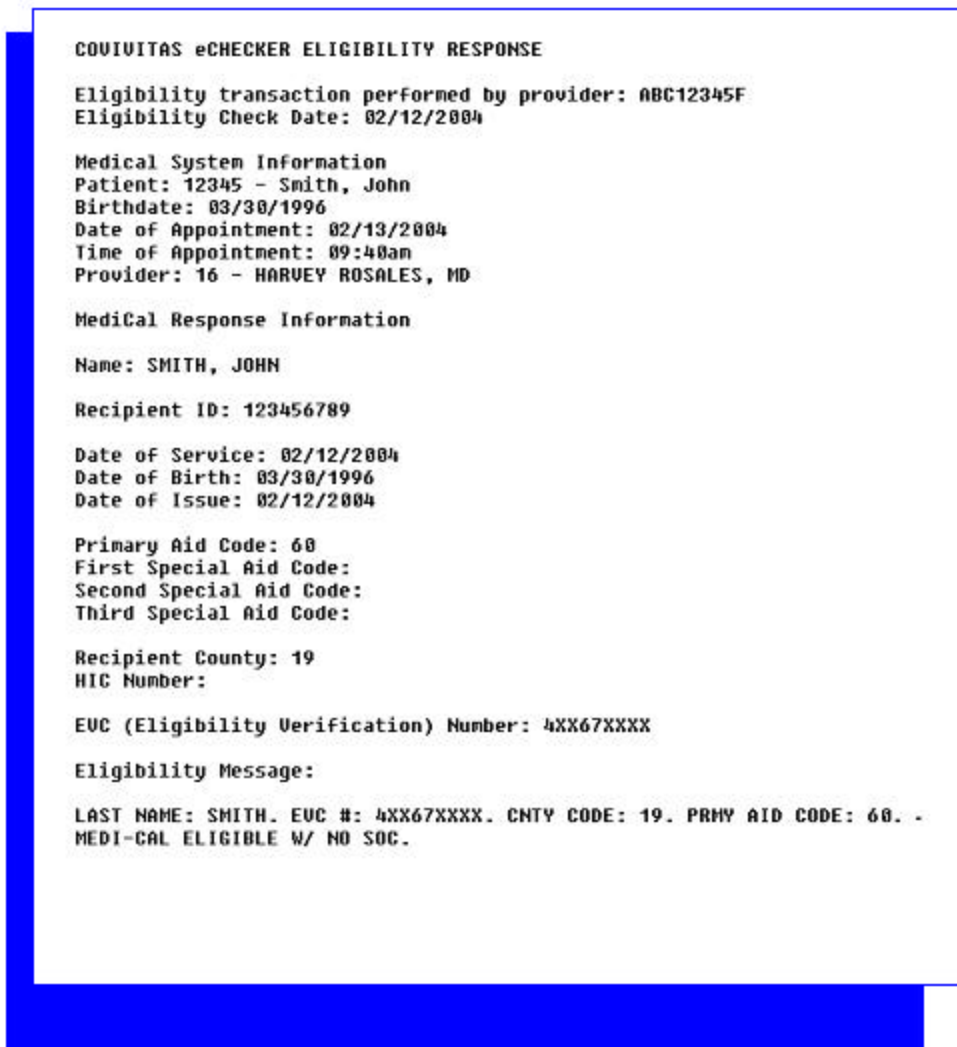 COVIVITAS eCHECKER ELIGIBILITY RESPONSE
Eligibility transaction performed by provider: ABC12345F
Eligibility Check Date: 02/12/2004
Medical System Information
Patient: 12345 - Smith, John
Birthdate: 03/30/1996
Date of Appointment: 02/13/2004
Time of Appointment: 09:40am
Provider: 16 - HARVEY ROSALES, MD
MediCal Response Information
Name: SMITH, JOHN
Recipient ID: 123456789
Date of Service: 02/12/2004
Date of Birth: 03/30/1996
Date of Issue: 02/12/2004
Primary Aid Code: 60
First Special Aid Code:
Second Special Aid Code:
Third Special Aid Code:
Recipient County: 19
HIC Number:
EVC (Eligibility Verification) Number: 4XX67XXXX
Eligibility Message:
LAST NAME: SMITH. EVC #: 4XX67XXXX. CNTY CODE: 19. PRMY AID CODE: 60. -
MEDI-CAL ELIGIBLE W/ NO SOC.